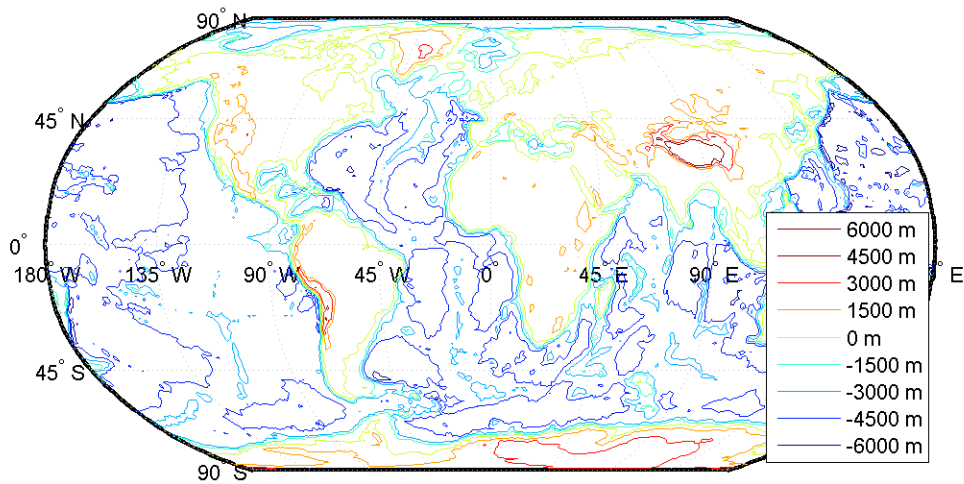 90° N
45° N
0°
180° W
135° W
90° W
45° W
0°
45° E
90° E
° E
45° S
90° S
6000 m
4500 m
3000 m
1500 m
0 m
-1500 m
-3000 m
-4500 m
-6000 m